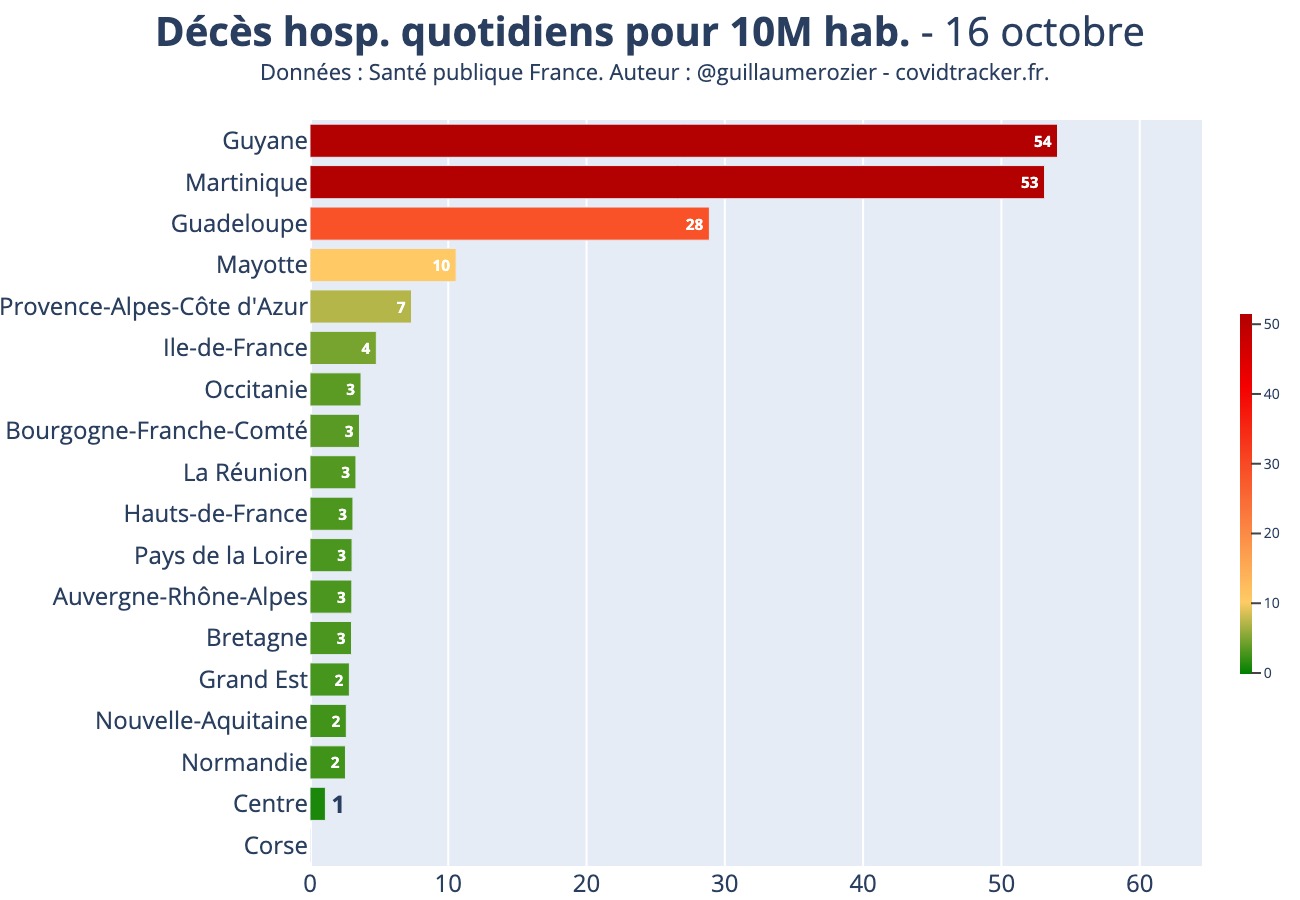 Décès hosp. quotidiens pour 10M hab. - 16 octobre
Données : Santé publique France. Auteur : @guillaumerozier - covidtracker.fr.
Guyane 54
Martinique 53
Guadeloupe 28
Mayotte 10
Provence-Alpes-Côte d'Azur 7
Ile-de-France 4
Occitanie 3
Bourgogne-Franche-Comté 3
La Réunion 3
Hauts-de-France 3
Pays de la Loire 3
Auvergne-Rhône-Alpes 3
Bretagne 3
Grand Est 2
Nouvelle-Aquitaine 2
Normandie 2
Centre 1
Corse
0 10 20 30 40 50 60
50
40
30
20
10
0